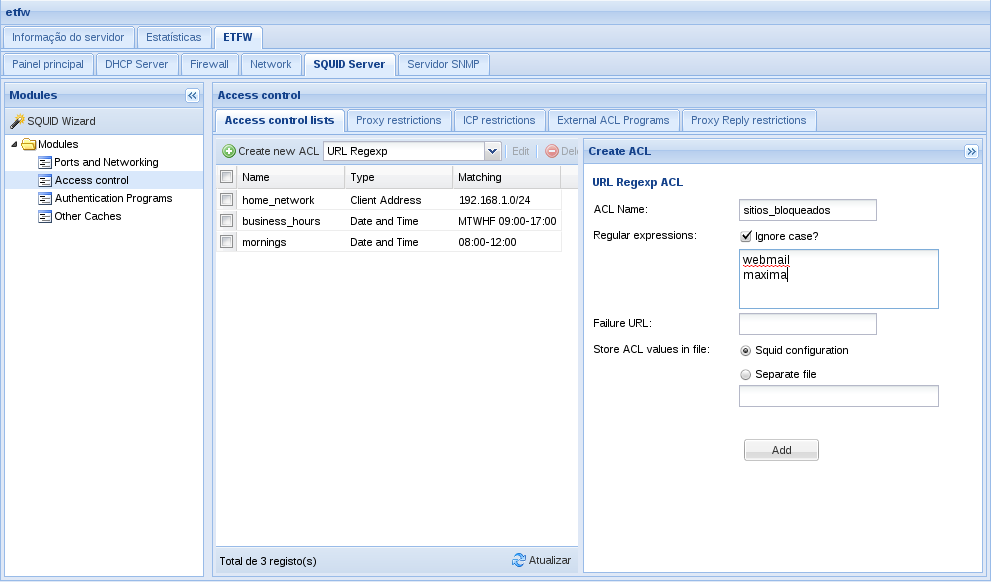 etfw
Informação do servidor Estatísticas ETFW
Painel principal DHCP Server Firewall Network SQUID Server Servidor SNMP
Modules
SQUID Wizard
Modules
Ports and Networking
Access control
Authentication Programs
Other Caches
Access control
Access control lists Proxy restrictions ICP restrictions External ACL Programs Proxy Reply restrictions
Create new ACL URL Regexp Edit Dele
Name Type Matching
home_network Client Address 192.168.1.0/24
business_hours Date and Time MTWHF 09:00-17:00
mornings Date and Time 08:00-12:00
Total de 3 registo(s) Atualizar
Create ACL
URL Regexp ACL
ACL Name: sitios_bloqueados
Regular expressions: Ignore case?
webmail
maxima
Failure URL:
Store ACL values in file: Squid configuration
Separate file
Add